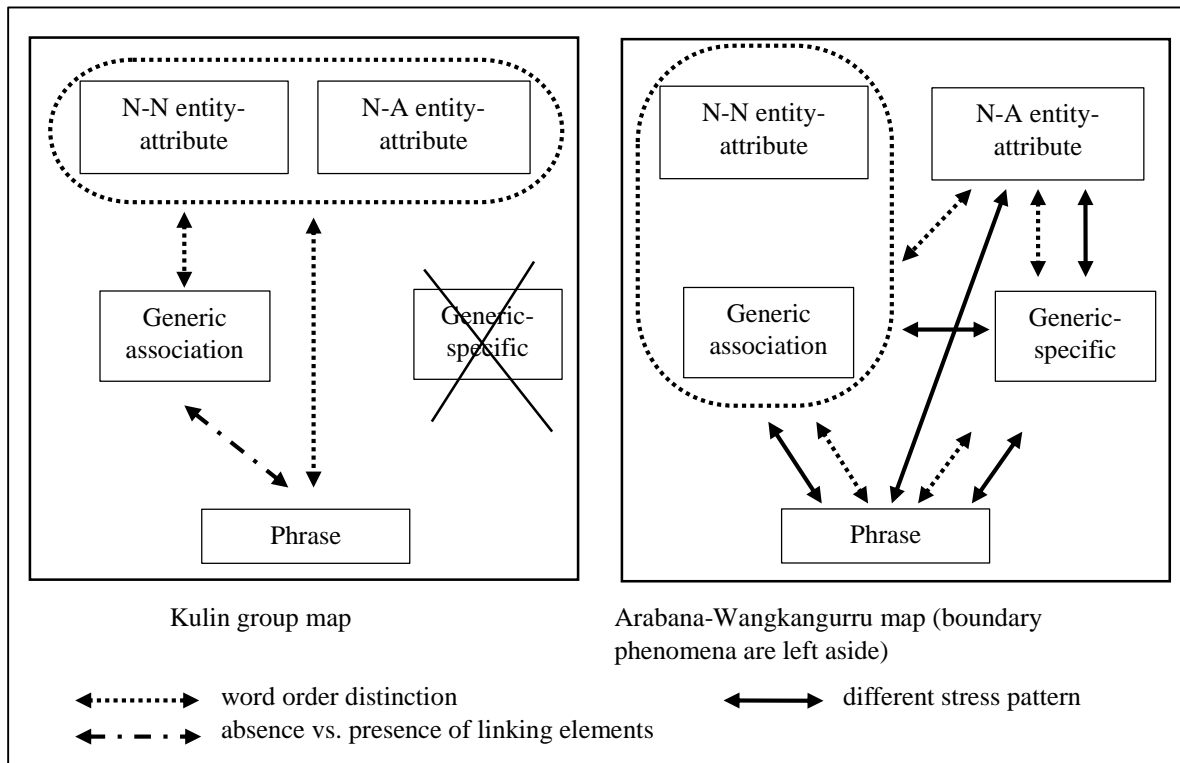 N-N entity-
attribute
N-A entity-
attribute
Generic
association
Generic-
specific
Phrase
Kulin group map
N-N entity-
attribute
N-A entity-
attribute
Generic
association
Generic-
specific
Phrase
Arabana-Wangkangurru map (boundary
phenomena are left aside)
word order distinction
different stress pattern
absence vs. presence of linking elements